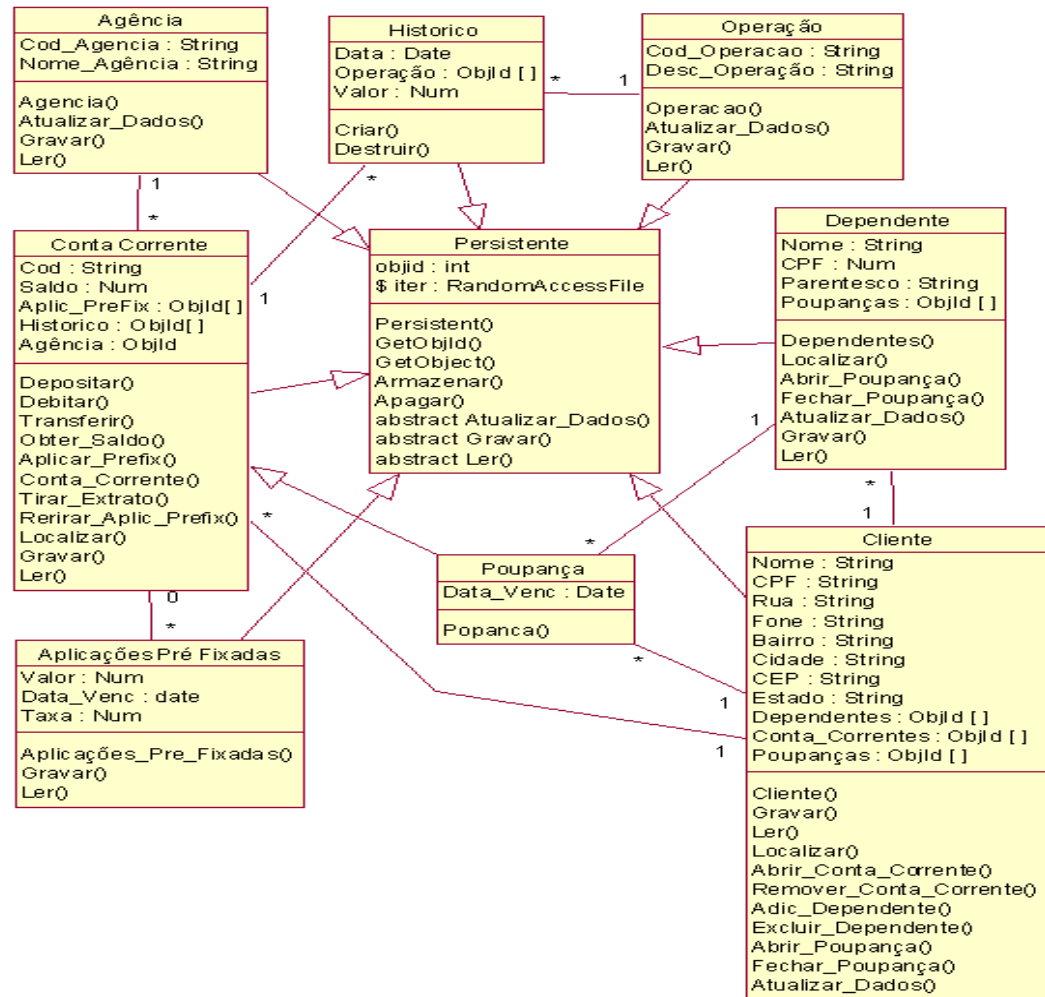 Agência
Cod_Agencia : String
Nome_Agência : String
Agencia()
Atualizar_Dados()
Gravar()
Ler()
1
*
Historico
Data : Date
Operação : ObjId [ ]
Valor : Num
Criar()
Destruir()
*
1
*
1
Operação
Cod_Operacao : String
Desc_Operação : String
Operacao()
Atualizar_Dados()
Gravar()
Ler()
Conta Corrente
Cod : String
Saldo : Num
Aplic_PreFix : ObjId[ ]
Historico : ObjId[ ]
Agência : ObjId
Depositar()
Debitar()
Transferir()
Obter_Saldo()
Aplicar_Prefix()
Conta_Corrente()
Tirar_Extrato()
Rerirar_Aplic_Prefix()
Localizar()
Gravar()
Ler()
*
0
*
Persistente
objid : int
$ iter : RandomAccessFile
Persistent()
GetObjId()
GetObject()
Armazenar()
Apagar()
abstract Atualizar_Dados()
abstract Gravar()
abstract Ler()
Dependente
Nome : String
CPF : Num
Parentesco : String
Poupanças : ObjId [ ]
Dependentes()
Localizar()
Abrir_Poupança()
Fechar_Poupança()
Atualizar_Dados()
Gravar()
Ler()
1
*
*
1
Poupança
Data_Venc : Date
Popanca()
*
1
1
Aplicações Pré Fixadas
Valor : Num
Data_Venc : date
Taxa : Num
Aplicações_Pre_Fixadas()
Gravar()
Ler()
Cliente
Nome : String
CPF : String
Rua : String
Fone : String
Bairro : String
Cidade : String
CEP : String
Estado : String
Dependentes : ObjId [ ]
Conta_Correntes : ObjId [ ]
Poupanças : ObjId [ ]
Cliente()
Gravar()
Ler()
Localizar()
Abrir_Conta_Corrente()
Remover_Conta_Corrente()
Adic_Dependente()
Excluir_Dependente()
Abrir_Poupança()
Fechar_Poupança()
Atualizar_Dados()